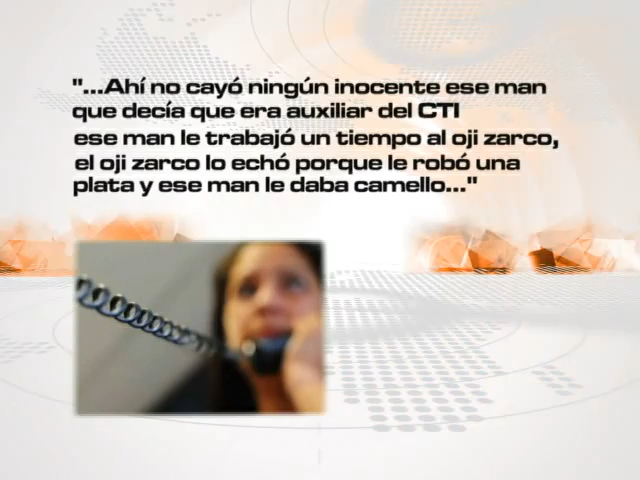 "...Ahí no cayó ningún inocente ese man
que decía que era auxiliar del CTI
ese man le trabajó un tiempo al oji zarco,
el oji zarco lo echó porque le robó una
plata y ese man le daba camello..."